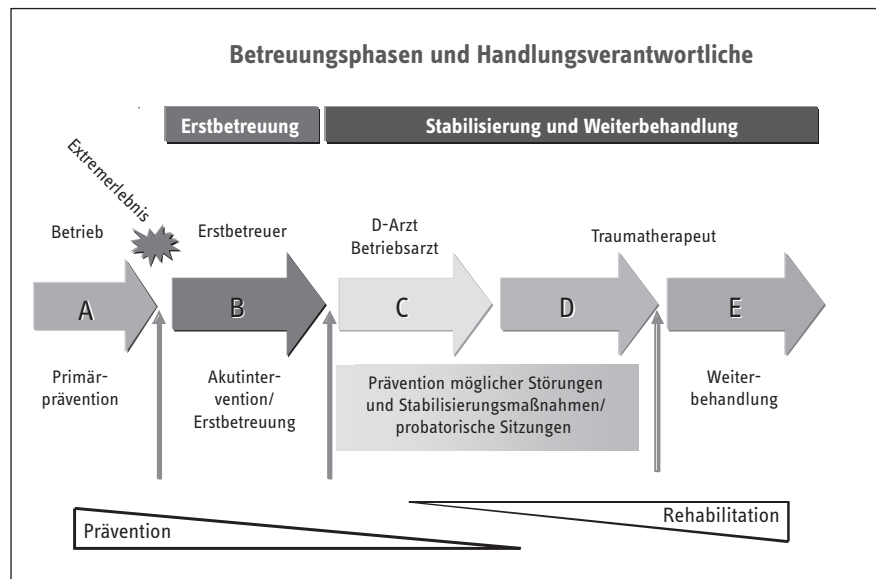 Betreuungsphasen und Handlungsverantwortliche
Erstbetreuung
Stabilisierung und Weiterbehandlung
Extremerlebnis
Betrieb
Erstbetreuer
D-Arzt
Betriebsarzt
Traumatherapeut
A
B
C
D
E
Primär-
prävention
Akutinter-
vention/
Erstbetreuung
Prävention möglicher Störungen
und Stabilisierungsmaßnahmen/
probatorische Sitzungen
Weiter-
behandlung
Prävention
Rehabilitation